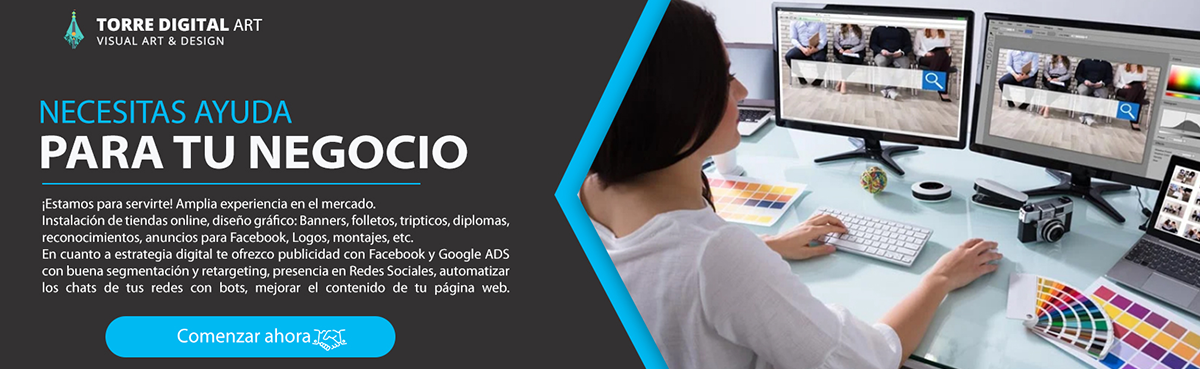 TORRE DIGITAL ART
VISUAL ART & DESIGN
NECESITAS AYUDA
PARA TU NEGOCIO
¡Estamos para servirte! Amplia experiencia en el mercado.
Instalación de tiendas online, diseño gráfico: Banners, folletos, tripticos, diplomas,
reconocimientos, anuncios para Facebook, Logos, montajes, etc.
En cuanto a estrategia digital te ofrezco publicidad con Facebook y Google ADS
con buena segmentación y retargeting, presencia en Redes Sociales, automatizar
los chats de tus redes con bots, mejorar el contenido de tu página web.
Comenzar ahora